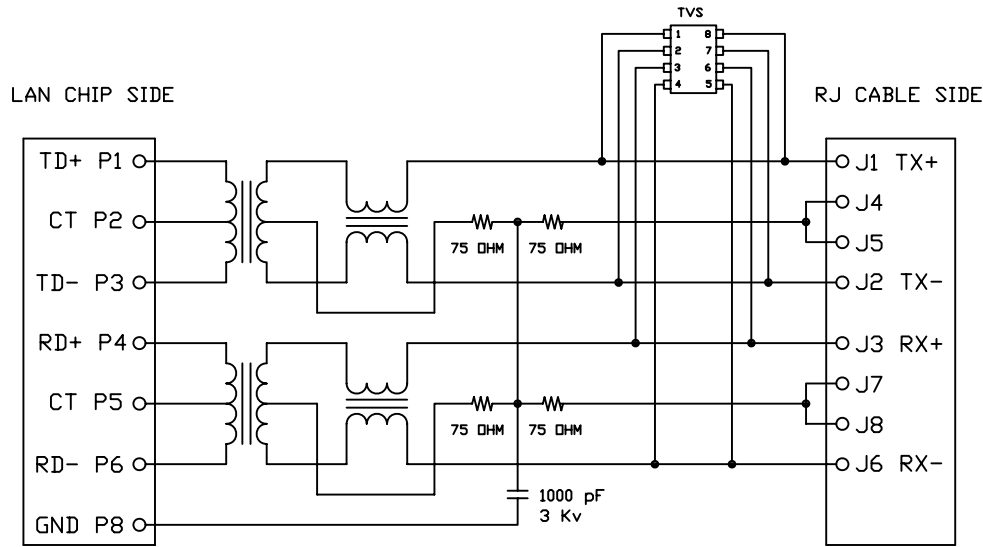 TVS
1 8
2 7
3 6
4 5
LAN CHIP SIDE
RJ CABLE SIDE
TD+ P1
J1 TX+
CT P2
J4
75 OHM
75 OHM
J5
TD- P3
J2 TX-
RD+ P4
J3 RX+
J7
CT P5
75 OHM
75 OHM
J8
RD- P6
J6 RX-
1000 pF
3 Kv
GND P8